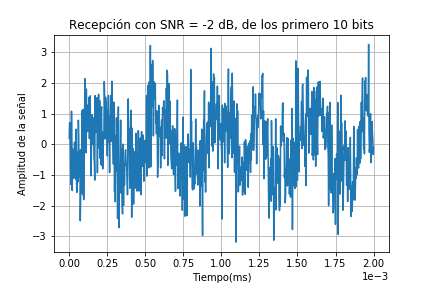 Recepción con SNR = -2 dB, de los primero 10 bits
Amplitud de la señal
3
2
1
0
−1
−2
−3
0.00 0.25 0.50 0.75 1.00 1.25 1.50 1.75 2.00
1e−3
Tiempo(ms)